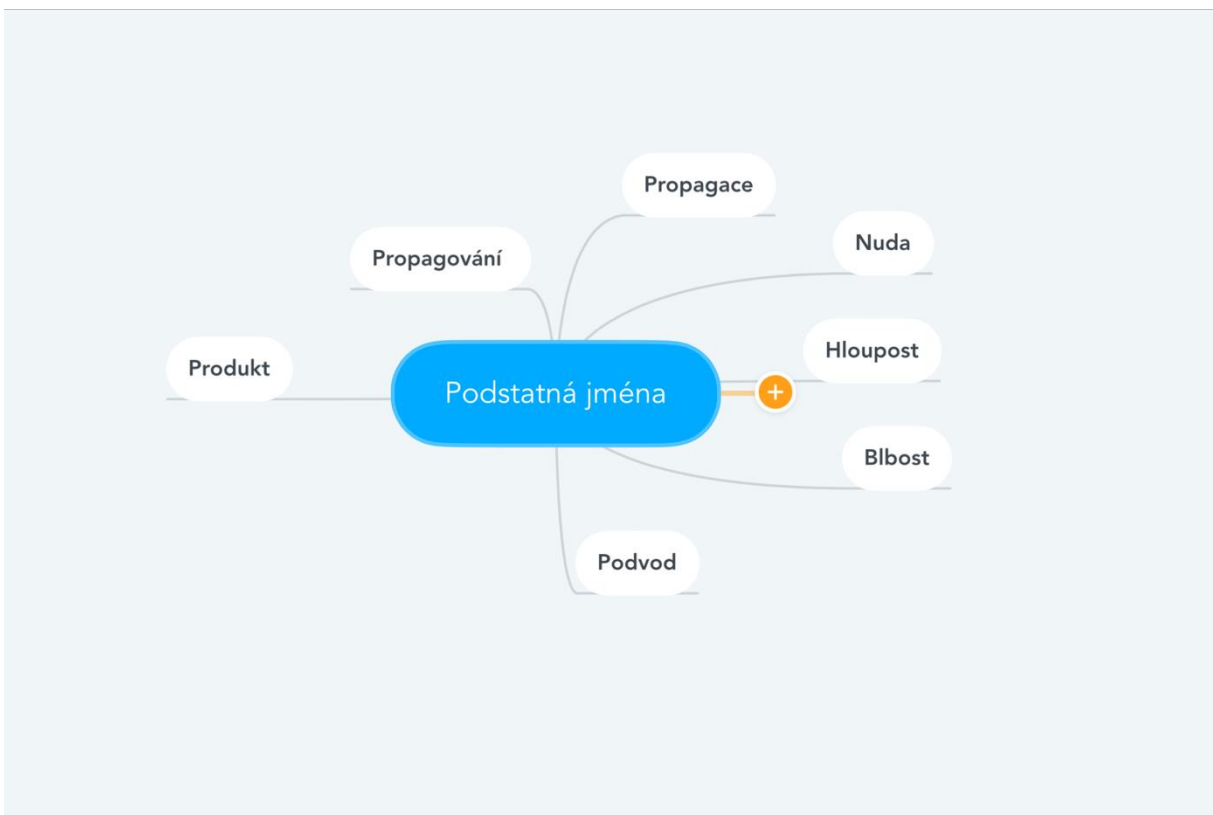 Propagace
Nuda
Propagování
Hloupost
Produkt
Podstatná jména
Blbost
Podvod